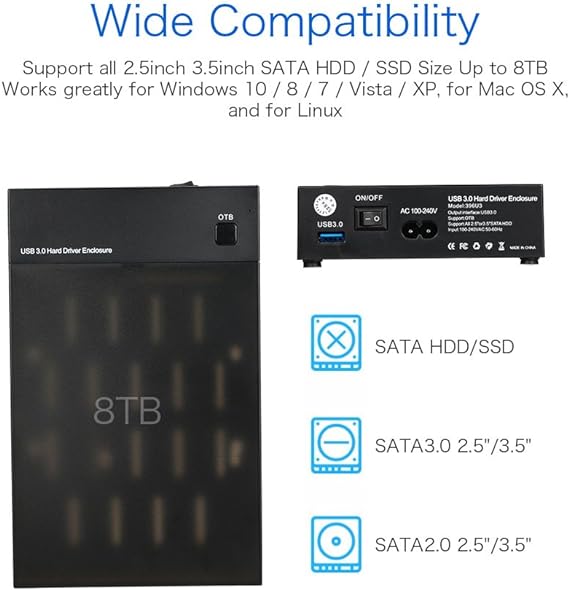 Wide Compatibility
Support all 2.5inch 3.5inch SATA HDD / SSD Size Up to 8TB
Works greatly for Windows 10 / 8 / 7 / Vista / XP, for Mac OS X,
and for Linux
OTB
USB 3.0 Hard Driver Enclosure
8TB
ON/OFF
USB3.0
AC 100-240V
USB 3.0 Hard Driver Enclosure
Model:396U3
Output interface:USB3.0
Support:OTB
Support:All 2.5"or3.5"SATA HDD
Input 100-240V/AC 50-60Hz
MADE IN CHINA
SATA HDD/SSD
SATA3.0 2.5"/3.5"
SATA2.0 2.5"/3.5"